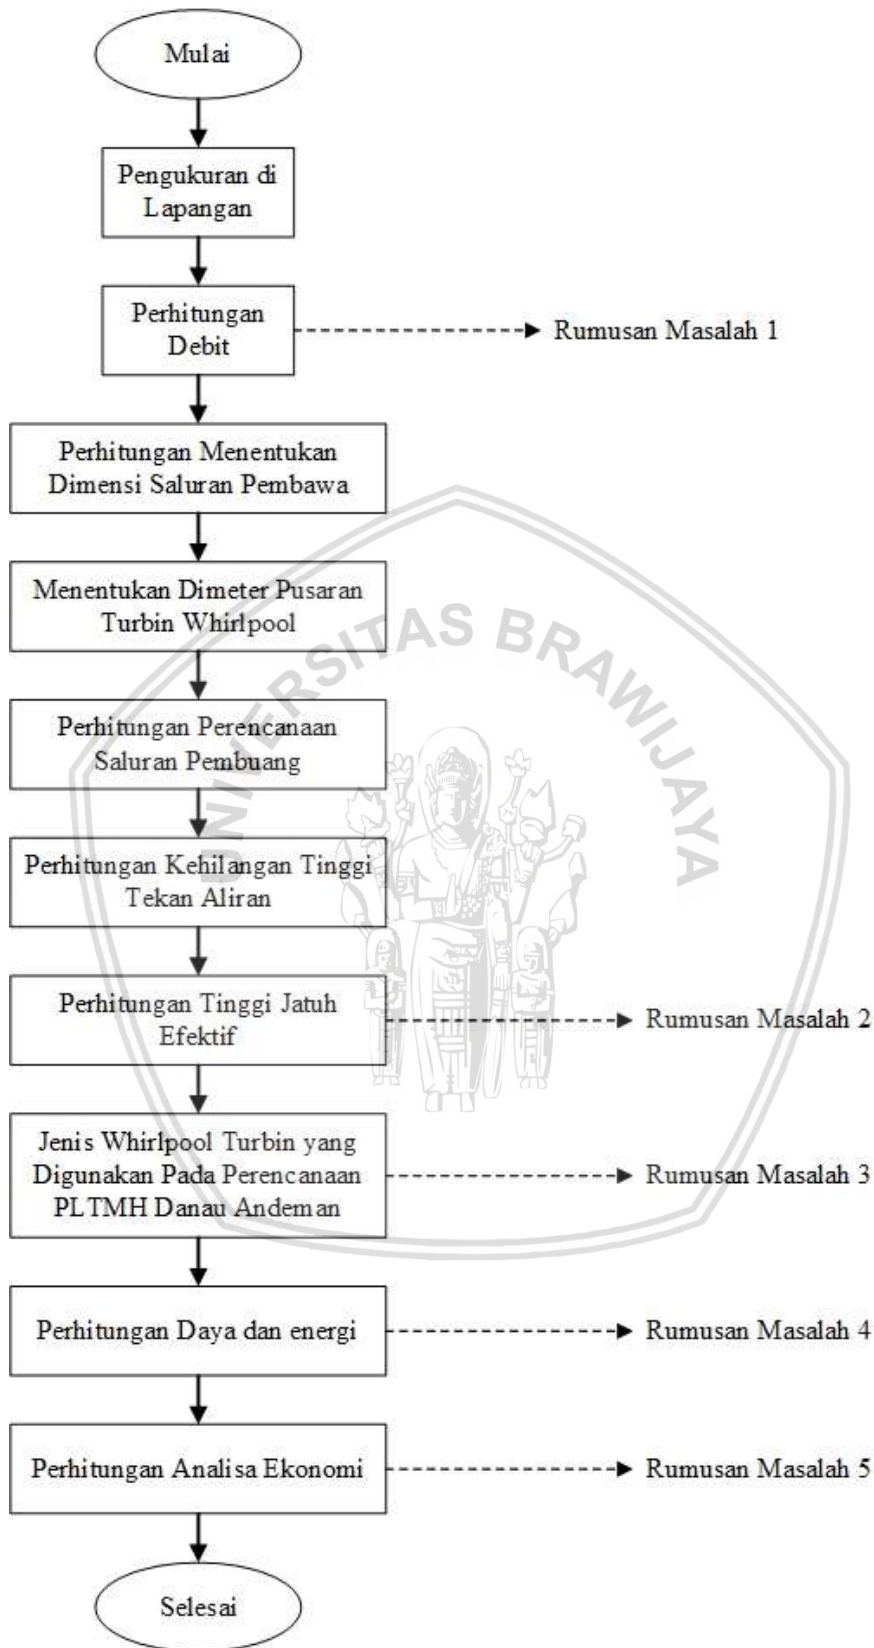 Mulai
Pengukuran di
Lapangan
Perhitungan
Debit
Rumusan Masalah 1
Perhitungan Menentukan
Dimensi Saluran Pembawa
Menentukan Dimeter Pusaran
Turbin Whirlpool
UNIVERSITAS BRAWIJAYA
Perhitungan Perencanaan
Saluran Pembuang
Perhitungan Kehilangan Tinggi
Tekan Aliran
Perhitungan Tinggi Jatuh
Efektif
Rumusan Masalah 2
Jenis Whirlpool Turbin yang
Digunakan Pada Perencanaan
PLTMH Danau Andeman
Rumusan Masalah 3
Perhitungan Daya dan energi
Rumusan Masalah 4
Perhitungan Analisa Ekonomi
Rumusan Masalah 5
Selesai